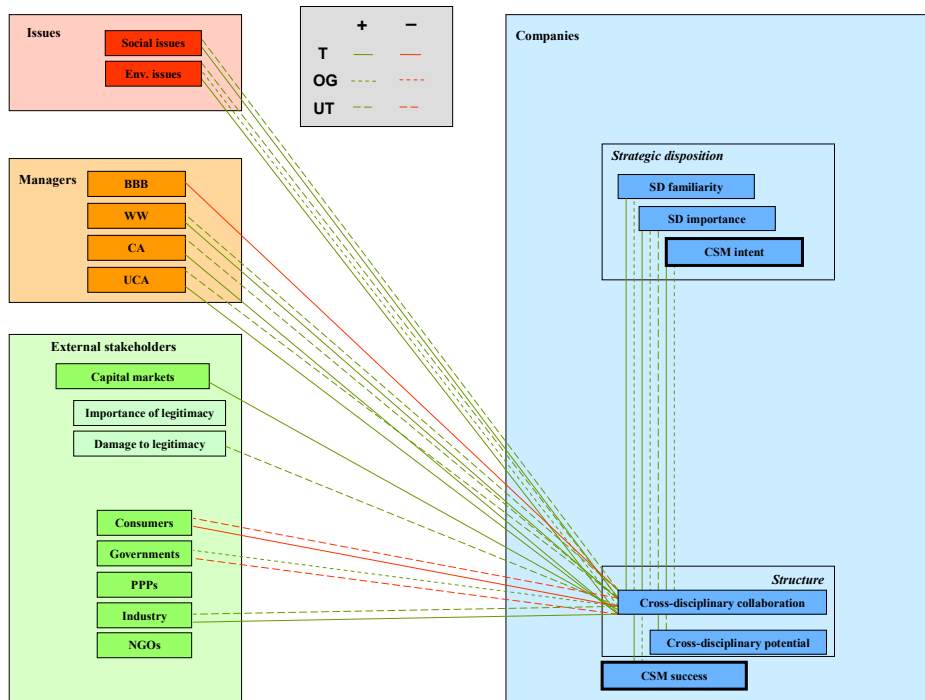 Issues
Social issues
Env. issues
+ −
T
OG
UT
Managers
BBB
WW
CA
UCA
External stakeholders
Capital markets
Importance of legitimacy
Damage to legitimacy
Consumers
Governments
PPPs
Industry
NGOs
Companies
Strategic disposition
SD familiarity
SD importance
CSM intent
Structure
Cross-disciplinary collaboration
Cross-disciplinary potential
CSM success